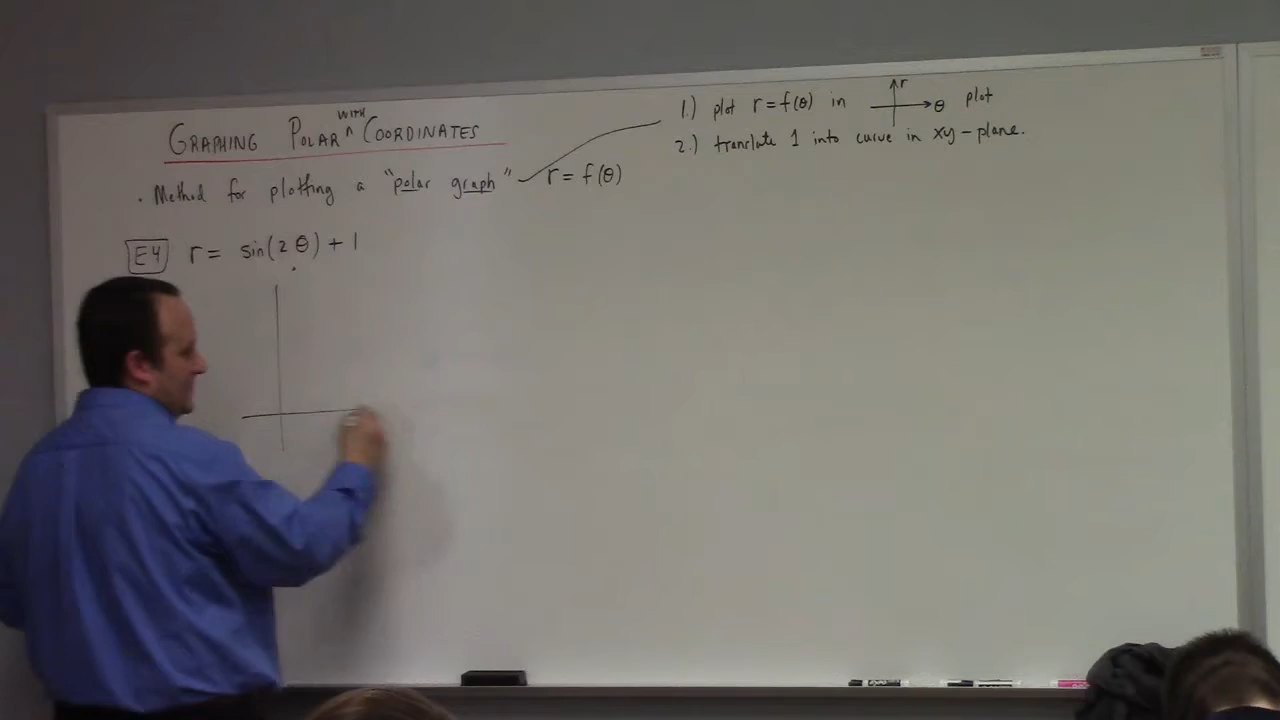 GRAPHING POLAR WITH ^ COORDINATES
• Method for plotting a "polar graph" r = f(θ)
E4 r = sin(2θ) + 1
1.) plot r = f(θ) in r θ plot
2.) translate 1 into curve in xy-plane.